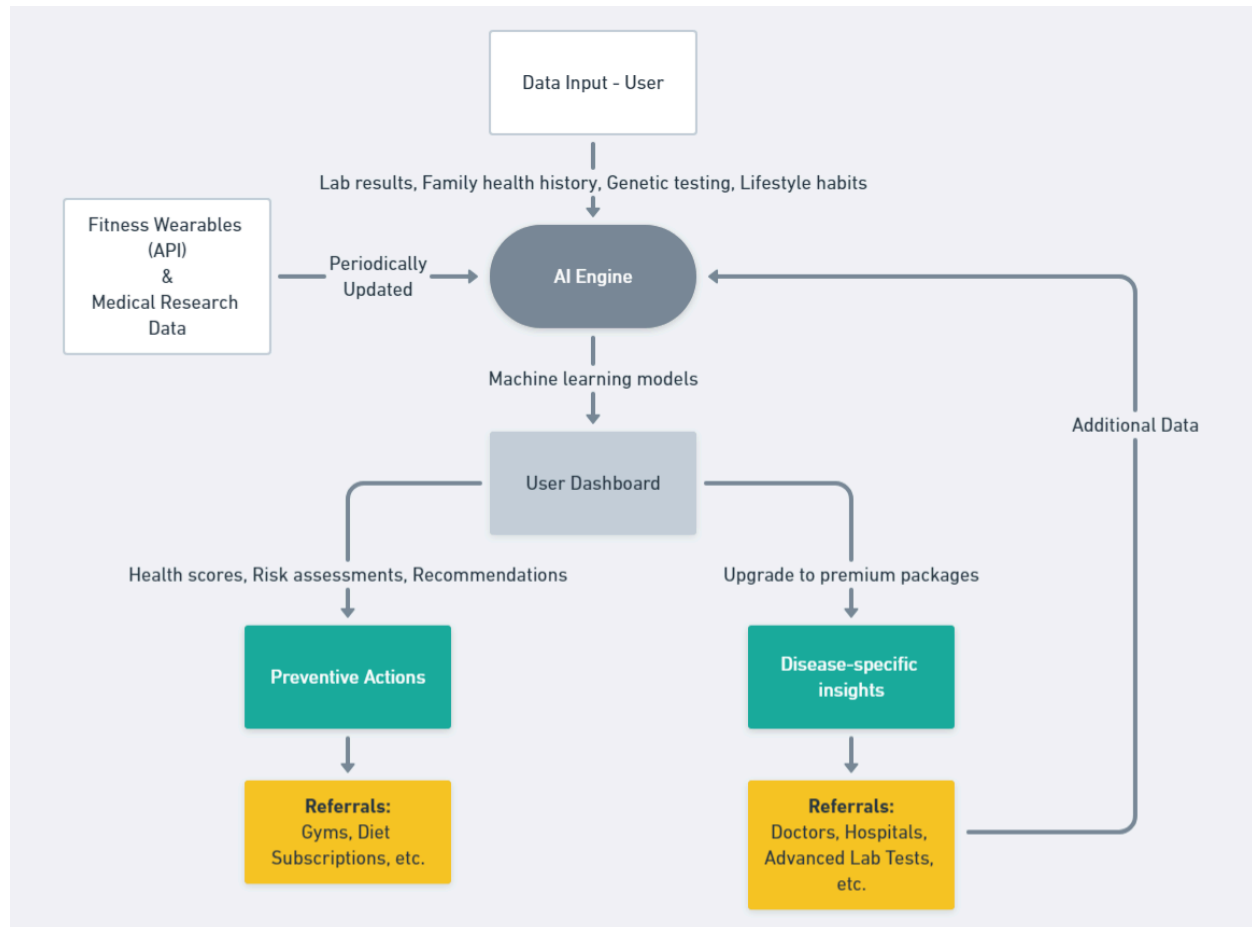 Data Input - User
Lab results, Family health history, Genetic testing, Lifestyle habits
Fitness Wearables
(API)
&
Medical Research
Data
Periodically
Updated
AI Engine
Machine learning models
Additional Data
User Dashboard
Health scores, Risk assessments, Recommendations
Upgrade to premium packages
Preventive Actions
Disease-specific
insights
Referrals:
Gyms, Diet
Subscriptions, etc.
Referrals:
Doctors, Hospitals,
Advanced Lab Tests,
etc.